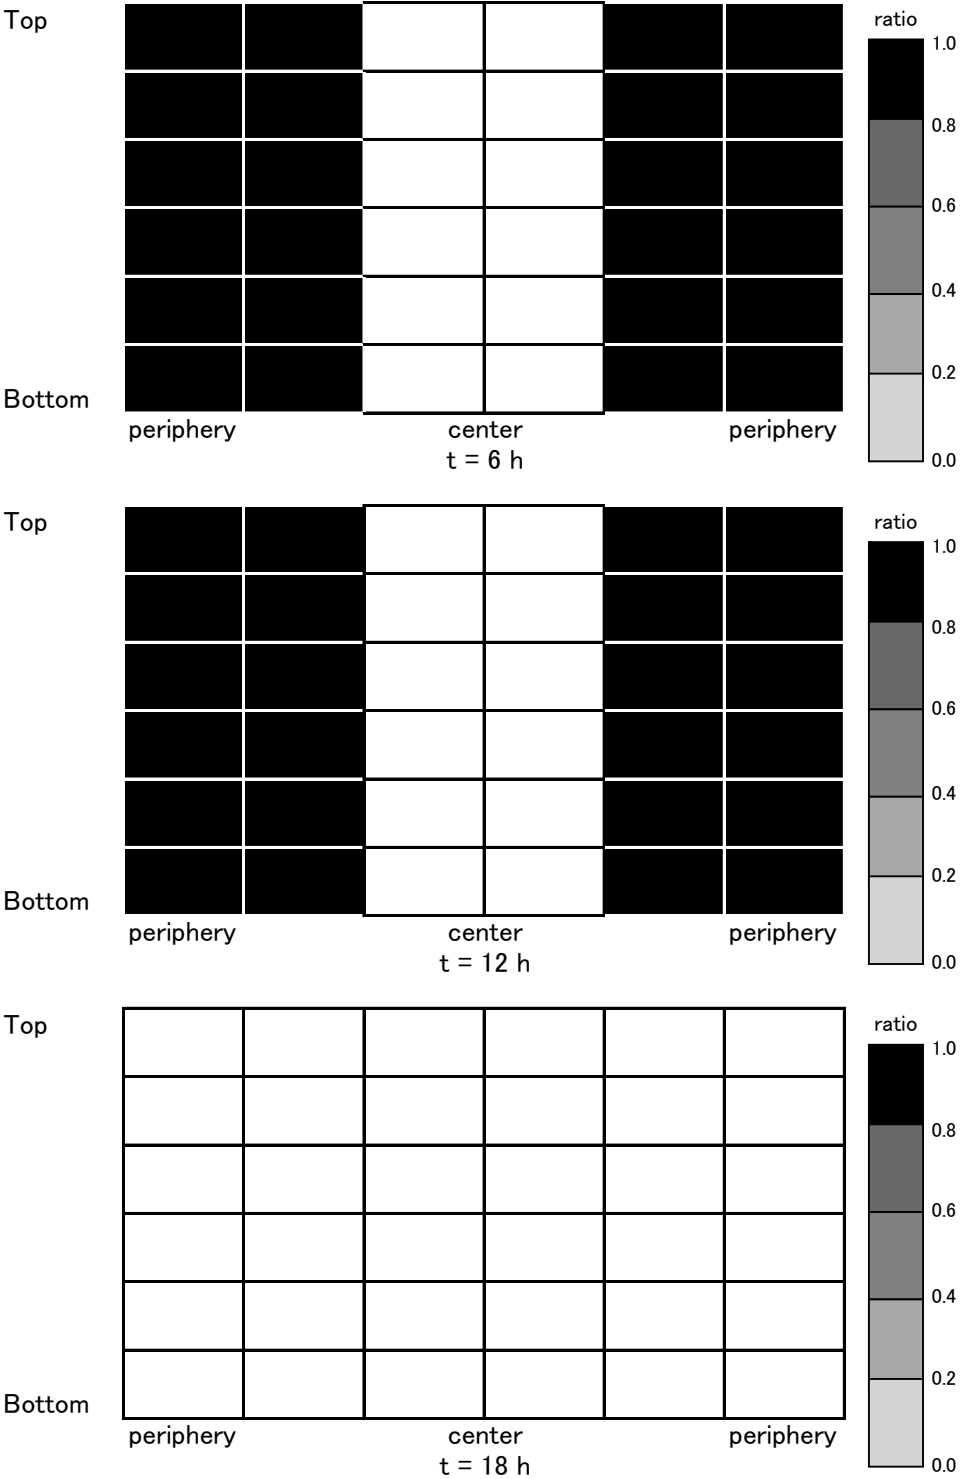 Top
ratio
1.0
0.8
0.6
0.4
0.2
0.0
Bottom
periphery center periphery
t = 6 h
Top
ratio
1.0
0.8
0.6
0.4
0.2
0.0
Bottom
periphery center periphery
t = 12 h
Top
ratio
1.0
0.8
0.6
0.4
0.2
0.0
Bottom
periphery center periphery
t = 18 h